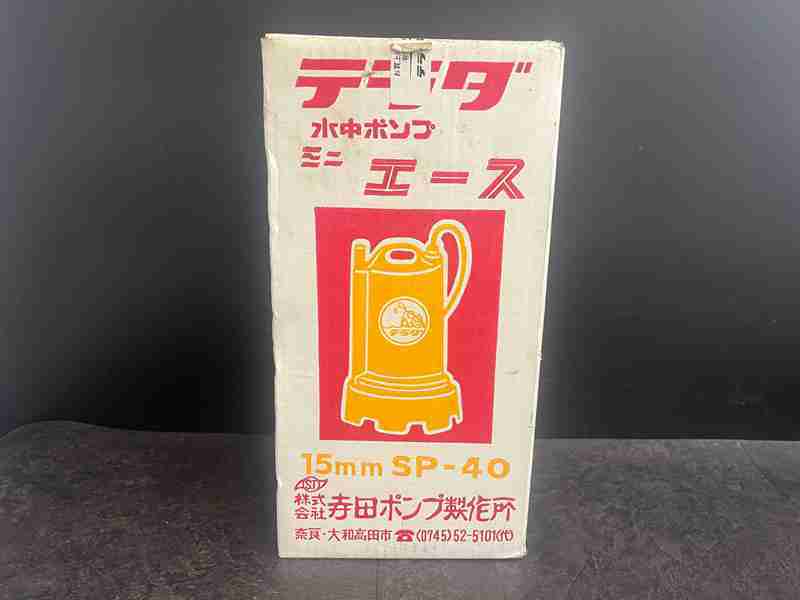 テラダ
水中ポンプ
ミニ エース
テラダ
15mm SP-40
株式会社 寺田ポンプ製作所
奈良・大和高田市 ☎(0745)52-5101(代)